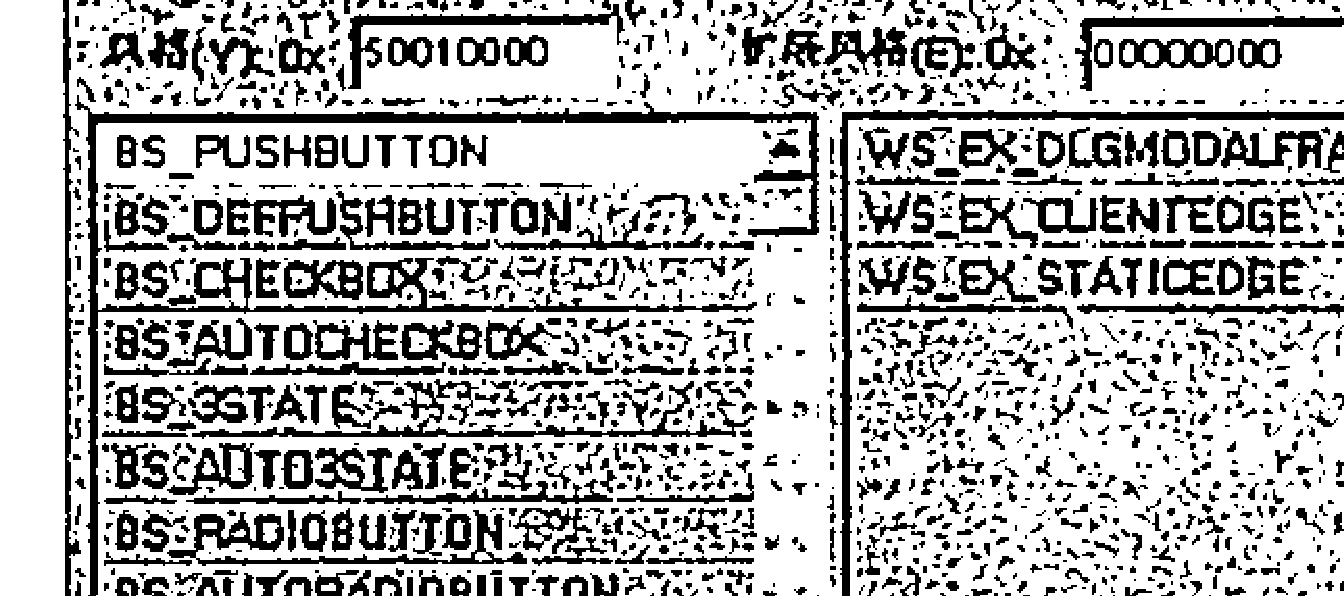 风格(Y): 0x 50010000 扩展风格(E): 0x 00000000
BS_PUSHBUTTON
BS_DEFPUSHBUTTON
BS_CHECKBOX
BS_AUTOCHECKBOX
BS_3STATE
BS_AUTO3STATE
BS_RADIOBUTTON
BS_AUTORADIOBUTTON
WS_EX_DLGMODALFRA
WS_EX_CLIENTEDGE
WS_EX_STATICEDGE